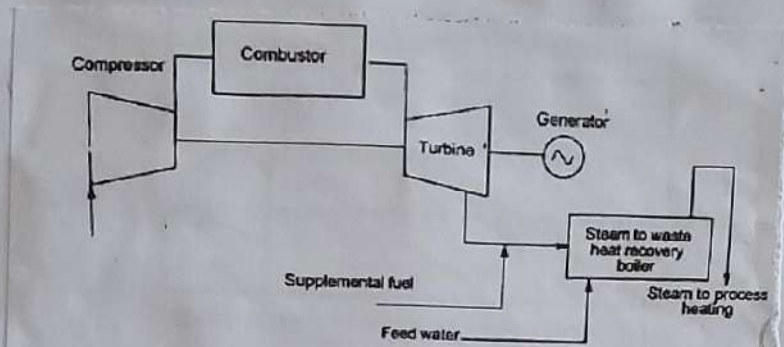 Compressor
Combustor
Turbine
Generator
Steam to waste
heat recovery
boiler
Supplemental fuel
Steam to process
heating
Feed water